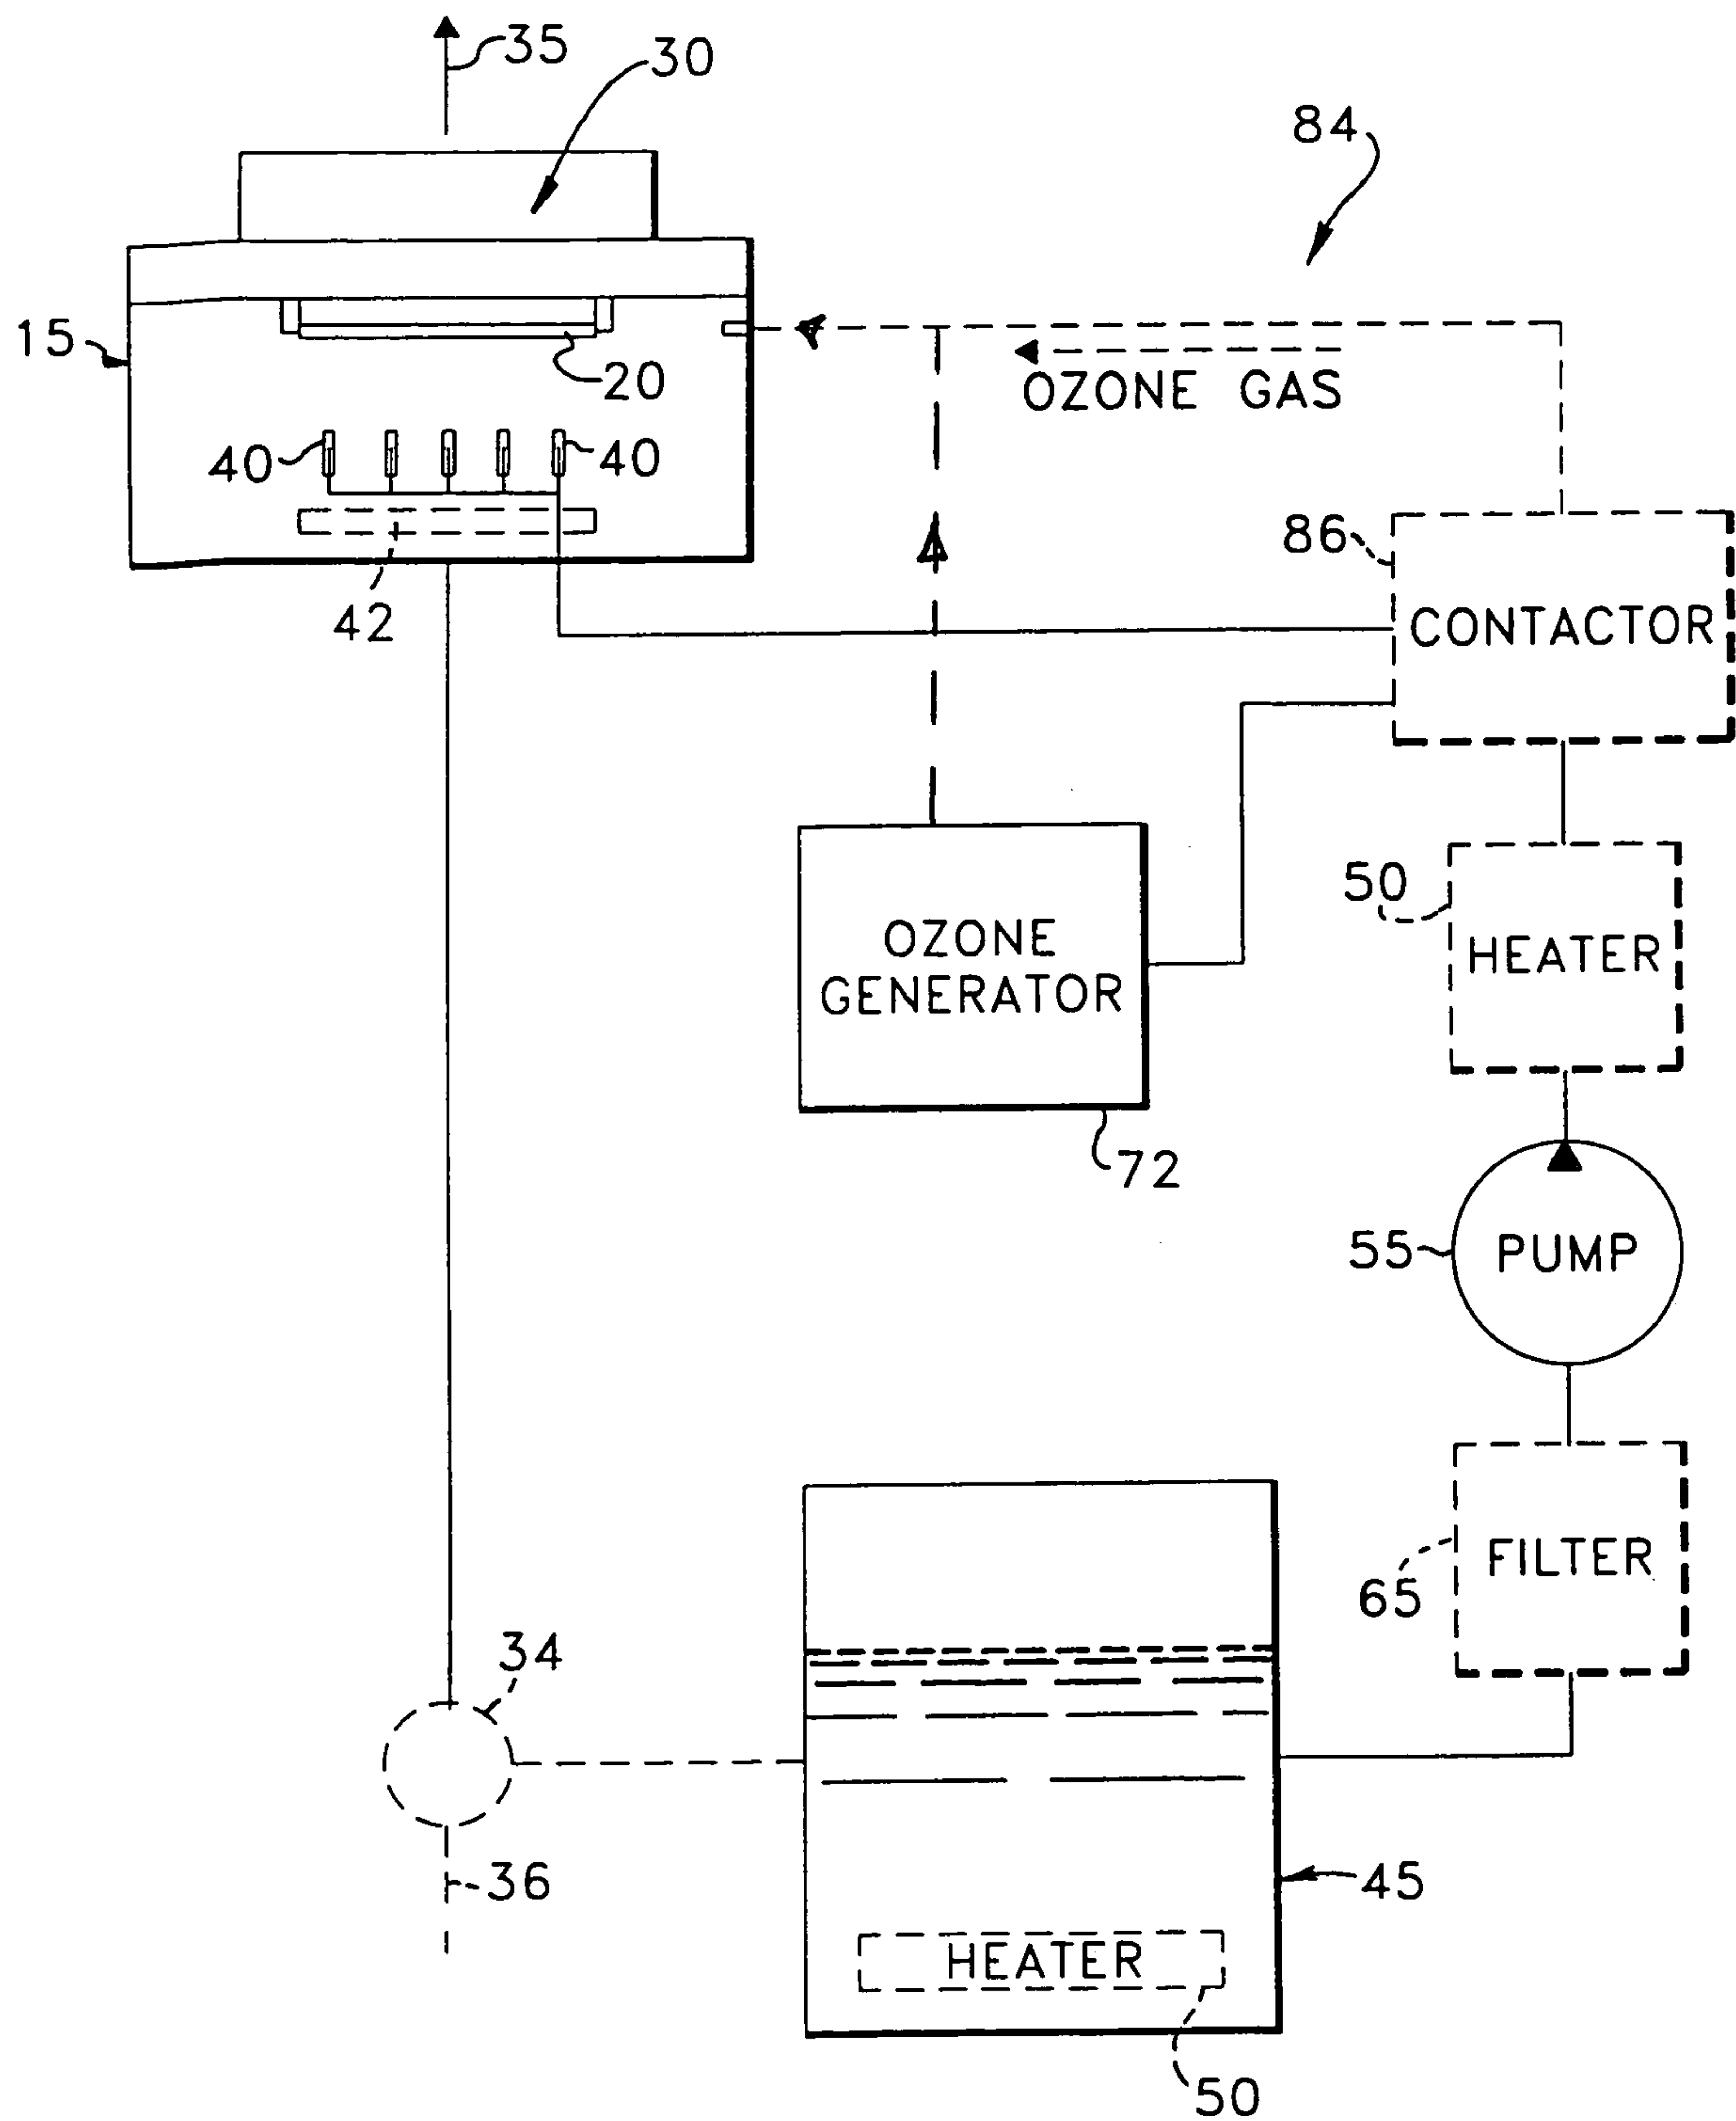 35
30
84
15
20
OZONE GAS
40
40
86
42
CONTACTOR
50
OZONE
GENERATOR
HEATER
72
55
PUMP
FILTER
65
34
36
45
HEATER
50